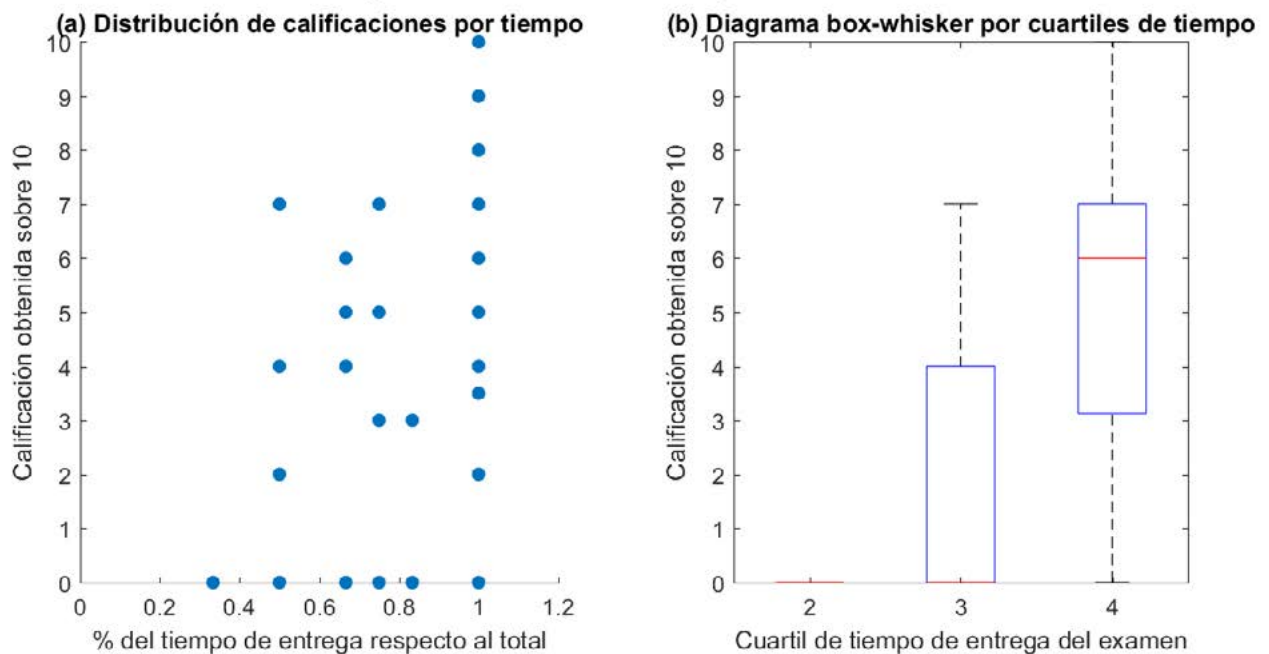 (a) Distribución de calificaciones por tiempo
10
9
8
7
6
5
4
3
2
1
0
Calificación obtenida sobre 10
0 0.2 0.4 0.6 0.8 1 1.2
% del tiempo de entrega respecto al total
(b) Diagrama box-whisker por cuartiles de tiempo
10
9
8
7
6
5
4
3
2
1
0
Calificación obtenida sobre 10
2 3 4
Cuartil de tiempo de entrega del examen